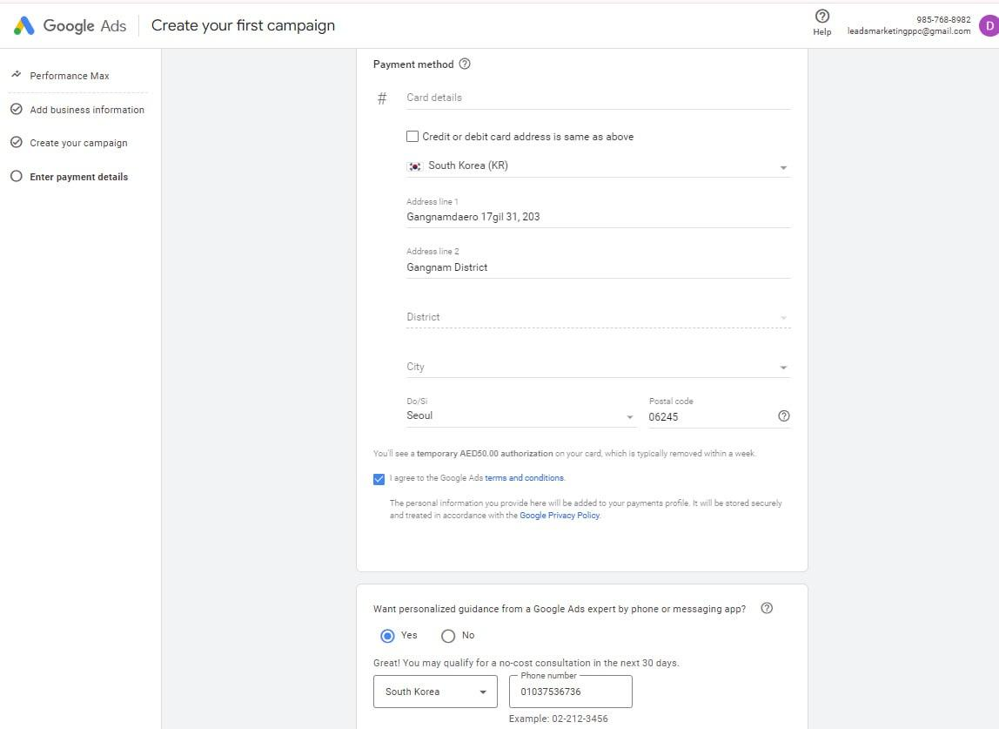 Google Ads
Create your first campaign
Help
985-768-8982
leadsmarketingppc@gmail.com
D
Performance Max
Add business information
Create your campaign
Enter payment details
Payment method
# Card details
Credit or debit card address is same as above
South Korea (KR)
Address line 1
Gangnamdaero 17gil 31, 203
Address line 2
Gangnam District
District
City
Do/Si
Seoul
Postal code
06245
You'll see a temporary AED50.00 authorization on your card, which is typically removed within a week.
I agree to the Google Ads terms and conditions.
The personal information you provide here will be added to your payments profile. It will be stored securely
and treated in accordance with the Google Privacy Policy.
Want personalized guidance from a Google Ads expert by phone or messaging app?
Yes No
Great! You may qualify for a no-cost consultation in the next 30 days.
South Korea
Phone number
01037536736
Example: 02-212-3456